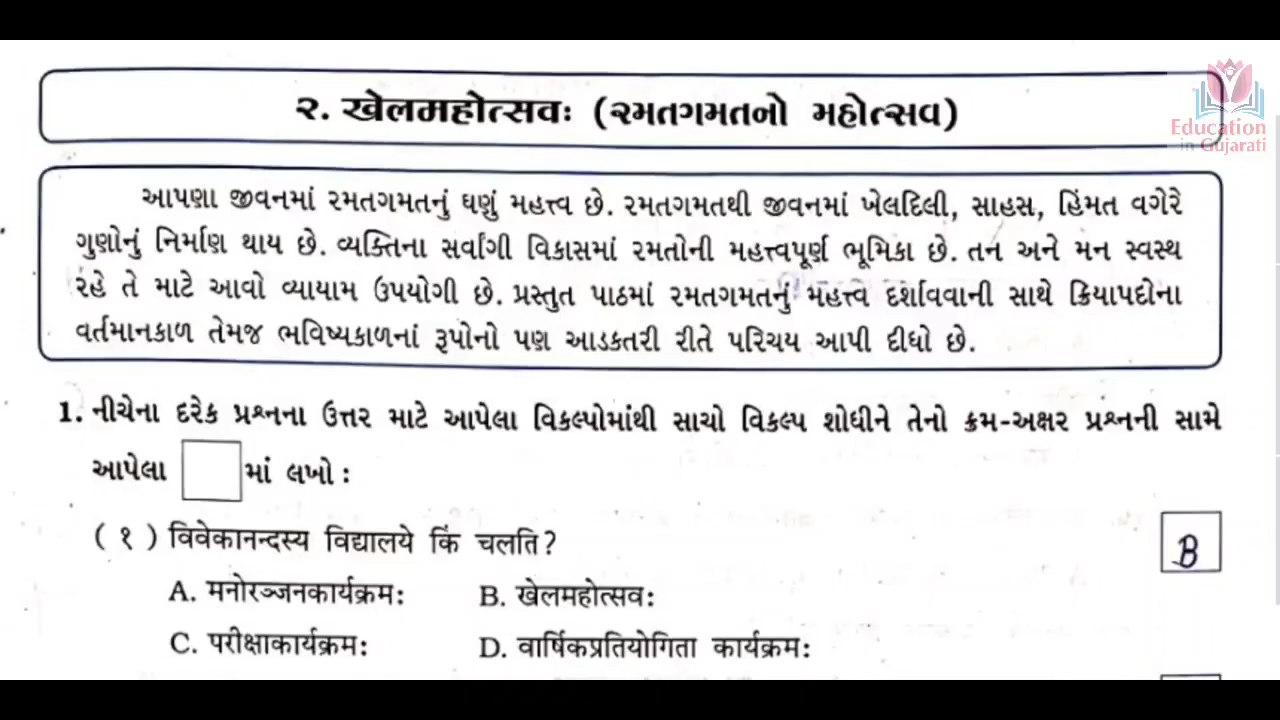 Education
in Gujarati
૨. ખેલમહોત્સવઃ (રમતગમતનો મહોત્સવ)
આપણા જીવનમાં રમતગમતનું ઘણું મહત્ત્વ છે. રમતગમતથી જીવનમાં ખેલદિલી, સાહસ, હિંમત વગેરે
ગુણોનું નિર્માણ થાય છે. વ્યક્તિના સર્વાંગી વિકાસમાં રમતોની મહત્ત્વપૂર્ણ ભૂમિકા છે. તન અને મન સ્વસ્થ
રહે તે માટે આવો વ્યાયામ ઉપયોગી છે. પ્રસ્તુત પાઠમાં રમતગમતનું મહત્ત્વ દર્શાવવાની સાથે ક્રિયાપદોના
વર્તમાનકાળ તેમજ ભવિષ્યકાળનાં રૂપોનો પણ આડકતરી રીતે પરિચય આપી દીધો છે.
1. નીચેના દરેક પ્રશ્નના ઉત્તર માટે આપેલા વિકલ્પોમાંથી સાચો વિકલ્પ શોધીને તેનો ક્રમ-અક્ષર પ્રશ્નની સામે
આપેલા માં લખો :
( १ ) विवेकानन्दस्य विद्यालये किं चलति? B
A. मनोरञ्जनकार्यक्रमः B. खेलमहोत्सवः
C. परीक्षाकार्यक्रमः D. वार्षिकप्रतियोगिता कार्यक्रमः